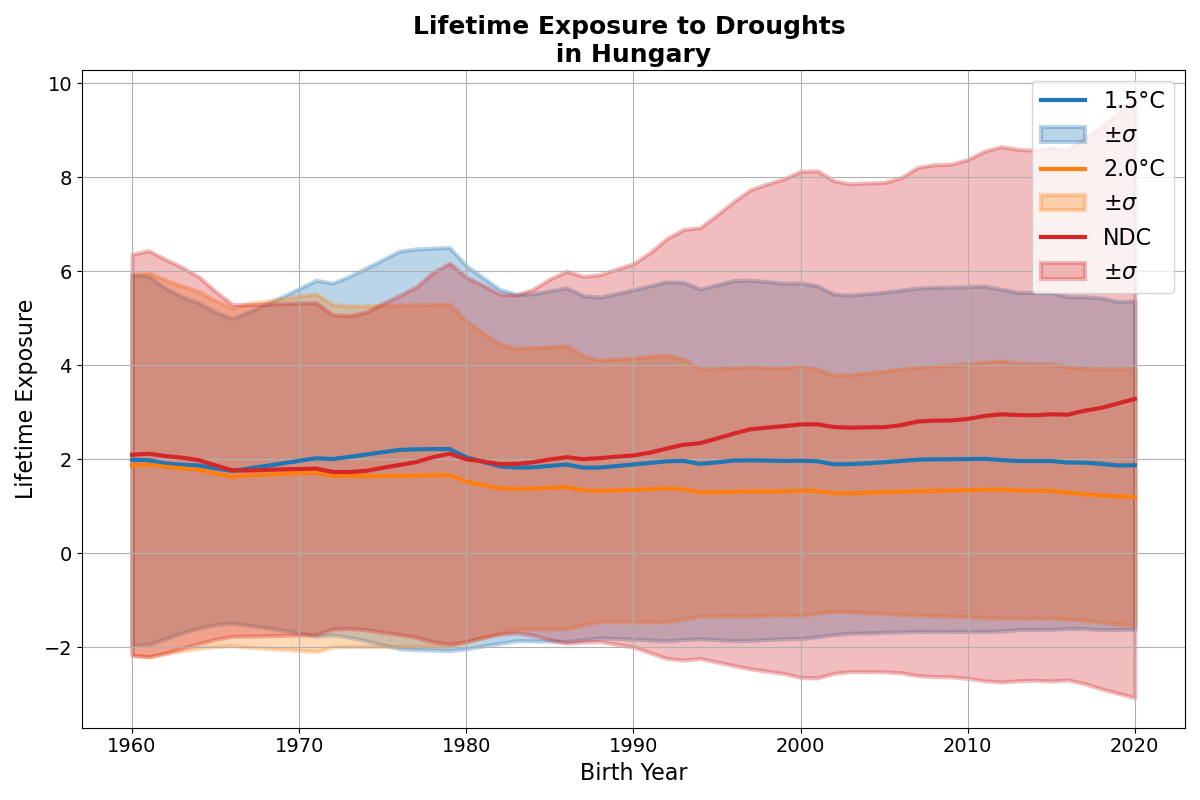 Lifetime Exposure to Droughts
in Hungary
10
8
6
4
2
0
−2
Lifetime Exposure
1960
1970
1980
1990
2000
2010
2020
Birth Year
1.5°C
±σ
2.0°C
±σ
NDC
±σ